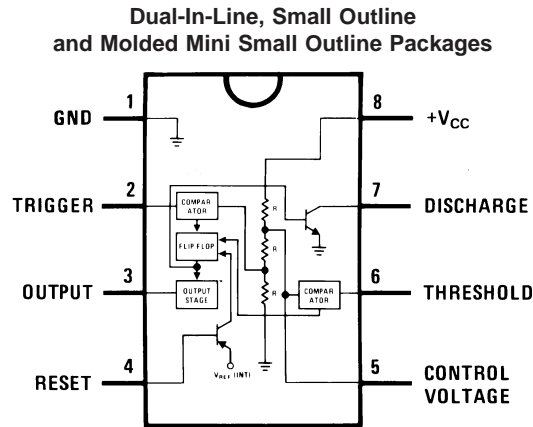 Dual-In-Line, Small Outline
and Molded Mini Small Outline Packages
1
GND
8
+VCC
2
TRIGGER
7
DISCHARGE
COMPAR
ATOR
R
FLIP FLOP
R
3
OUTPUT
OUTPUT
STAGE
R
COMPAR
ATOR
6
THRESHOLD
4
RESET
VREF (INT)
5
CONTROL
VOLTAGE